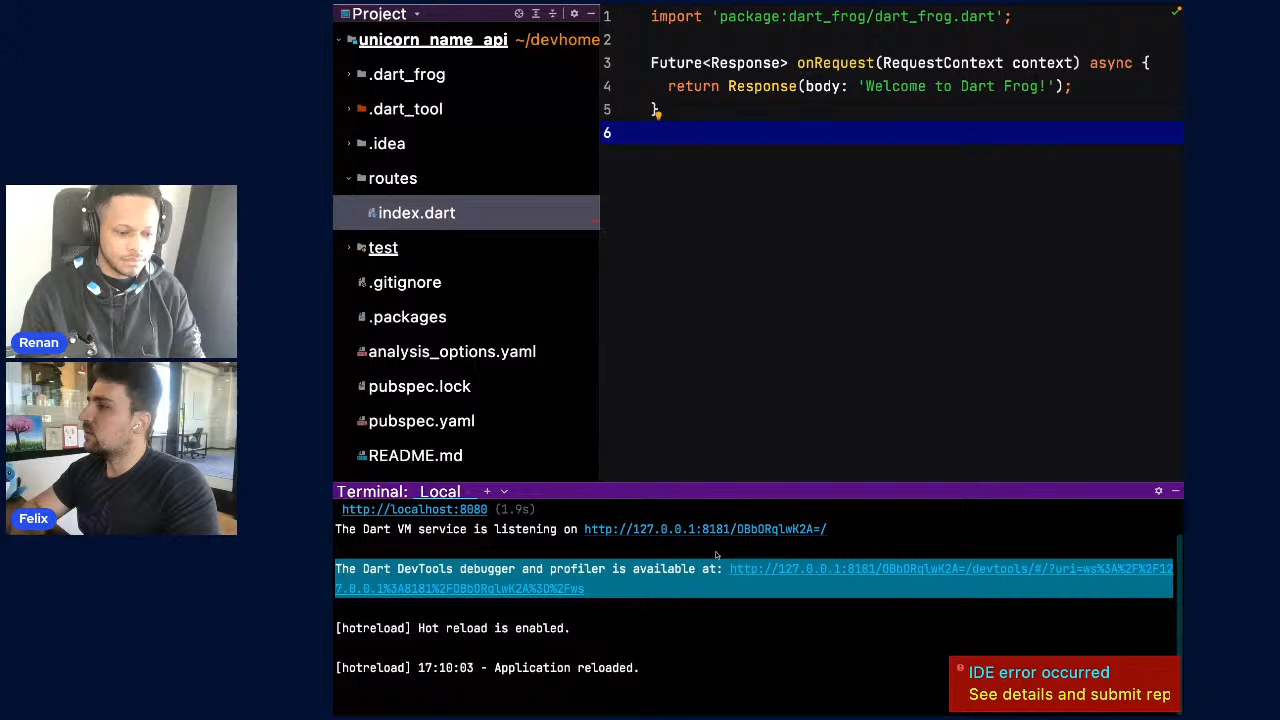 Project
unicorn_name_api ~/devhome
.dart_frog
.dart_tool
.idea
routes
index.dart
test
.gitignore
.packages
analysis_options.yaml
pubspec.lock
pubspec.yaml
README.md
1 import 'package:dart_frog/dart_frog.dart';
2
3 Future<Response> onRequest(RequestContext context) async {
4 return Response(body: 'Welcome to Dart Frog!');
5 }
6
Renan
Felix
Terminal: Local + 
http://localhost:8080 (1.9s)
The Dart VM service is listening on http://127.0.0.1:8181/OBbORqlwK2A=/
The Dart DevTools debugger and profiler is available at: http://127.0.0.1:8181/OBbORqlwK2A=/devtools/#/?uri=ws%3A%2F%2F12
7.0.0.1%3A8181%2FOBbORqlwK2A%3D%2Fws
[hotreload] Hot reload is enabled.
[hotreload] 17:10:03 - Application reloaded.
IDE error occurred
See details and submit rep